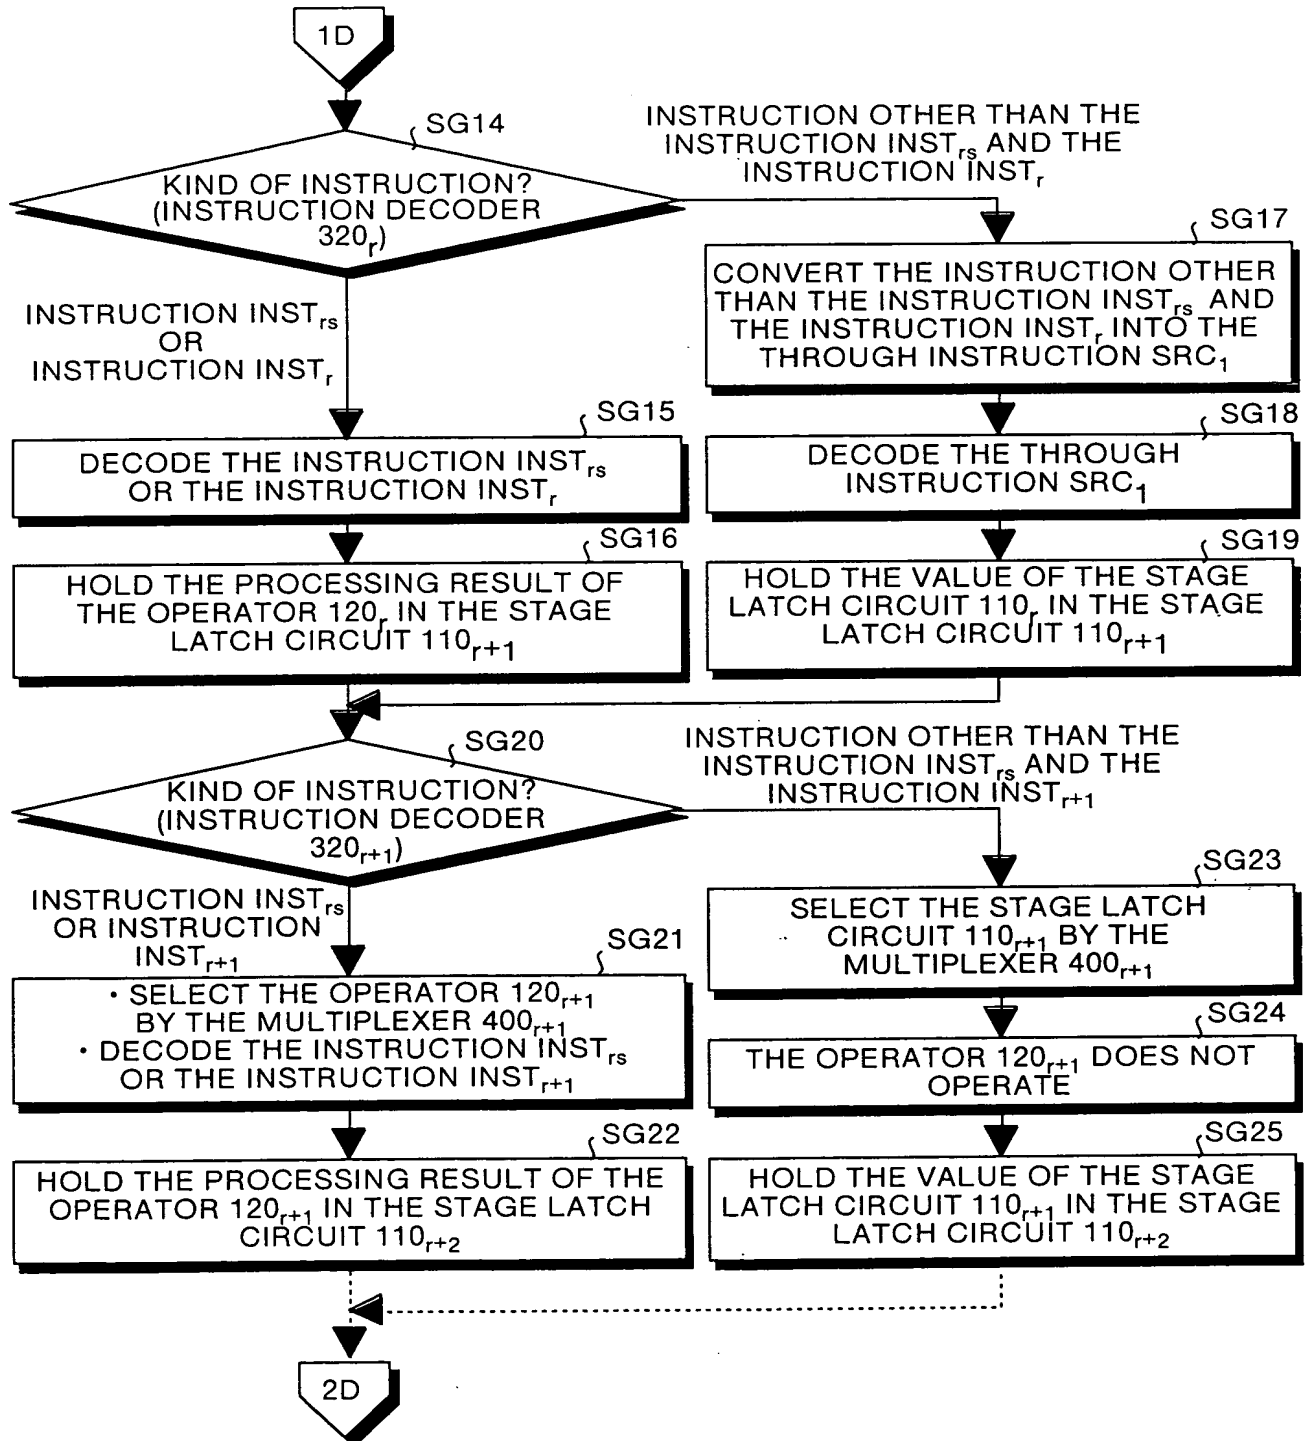 1D
SG14
KIND OF INSTRUCTION?
(INSTRUCTION DECODER
320r)
INSTRUCTION OTHER THAN THE
INSTRUCTION INSTrs AND THE
INSTRUCTION INSTr
INSTRUCTION INSTrs
OR
INSTRUCTION INSTr
SG17
CONVERT THE INSTRUCTION OTHER
THAN THE INSTRUCTION INSTrs AND
THE INSTRUCTION INSTr INTO THE
THROUGH INSTRUCTION SRC1
SG15
DECODE THE INSTRUCTION INSTrs
OR THE INSTRUCTION INSTr
SG18
DECODE THE THROUGH
INSTRUCTION SRC1
SG16
HOLD THE PROCESSING RESULT OF
THE OPERATOR 120r IN THE STAGE
LATCH CIRCUIT 110r+1
SG19
HOLD THE VALUE OF THE STAGE
LATCH CIRCUIT 110r IN THE STAGE
LATCH CIRCUIT 110r+1
SG20
KIND OF INSTRUCTION?
(INSTRUCTION DECODER
320r+1)
INSTRUCTION OTHER THAN THE
INSTRUCTION INSTrs AND THE
INSTRUCTION INSTr+1
INSTRUCTION INSTrs
OR INSTRUCTION
INSTr+1
SG21
· SELECT THE OPERATOR 120r+1
BY THE MULTIPLEXER 400r+1
· DECODE THE INSTRUCTION INSTrs
OR THE INSTRUCTION INSTr+1
SG23
SELECT THE STAGE LATCH
CIRCUIT 110r+1 BY THE
MULTIPLEXER 400r+1
SG24
THE OPERATOR 120r+1 DOES NOT
OPERATE
SG22
HOLD THE PROCESSING RESULT OF THE
OPERATOR 120r+1 IN THE STAGE LATCH
CIRCUIT 110r+2
SG25
HOLD THE VALUE OF THE STAGE
LATCH CIRCUIT 110r+1 IN THE STAGE
LATCH CIRCUIT 110r+2
2D